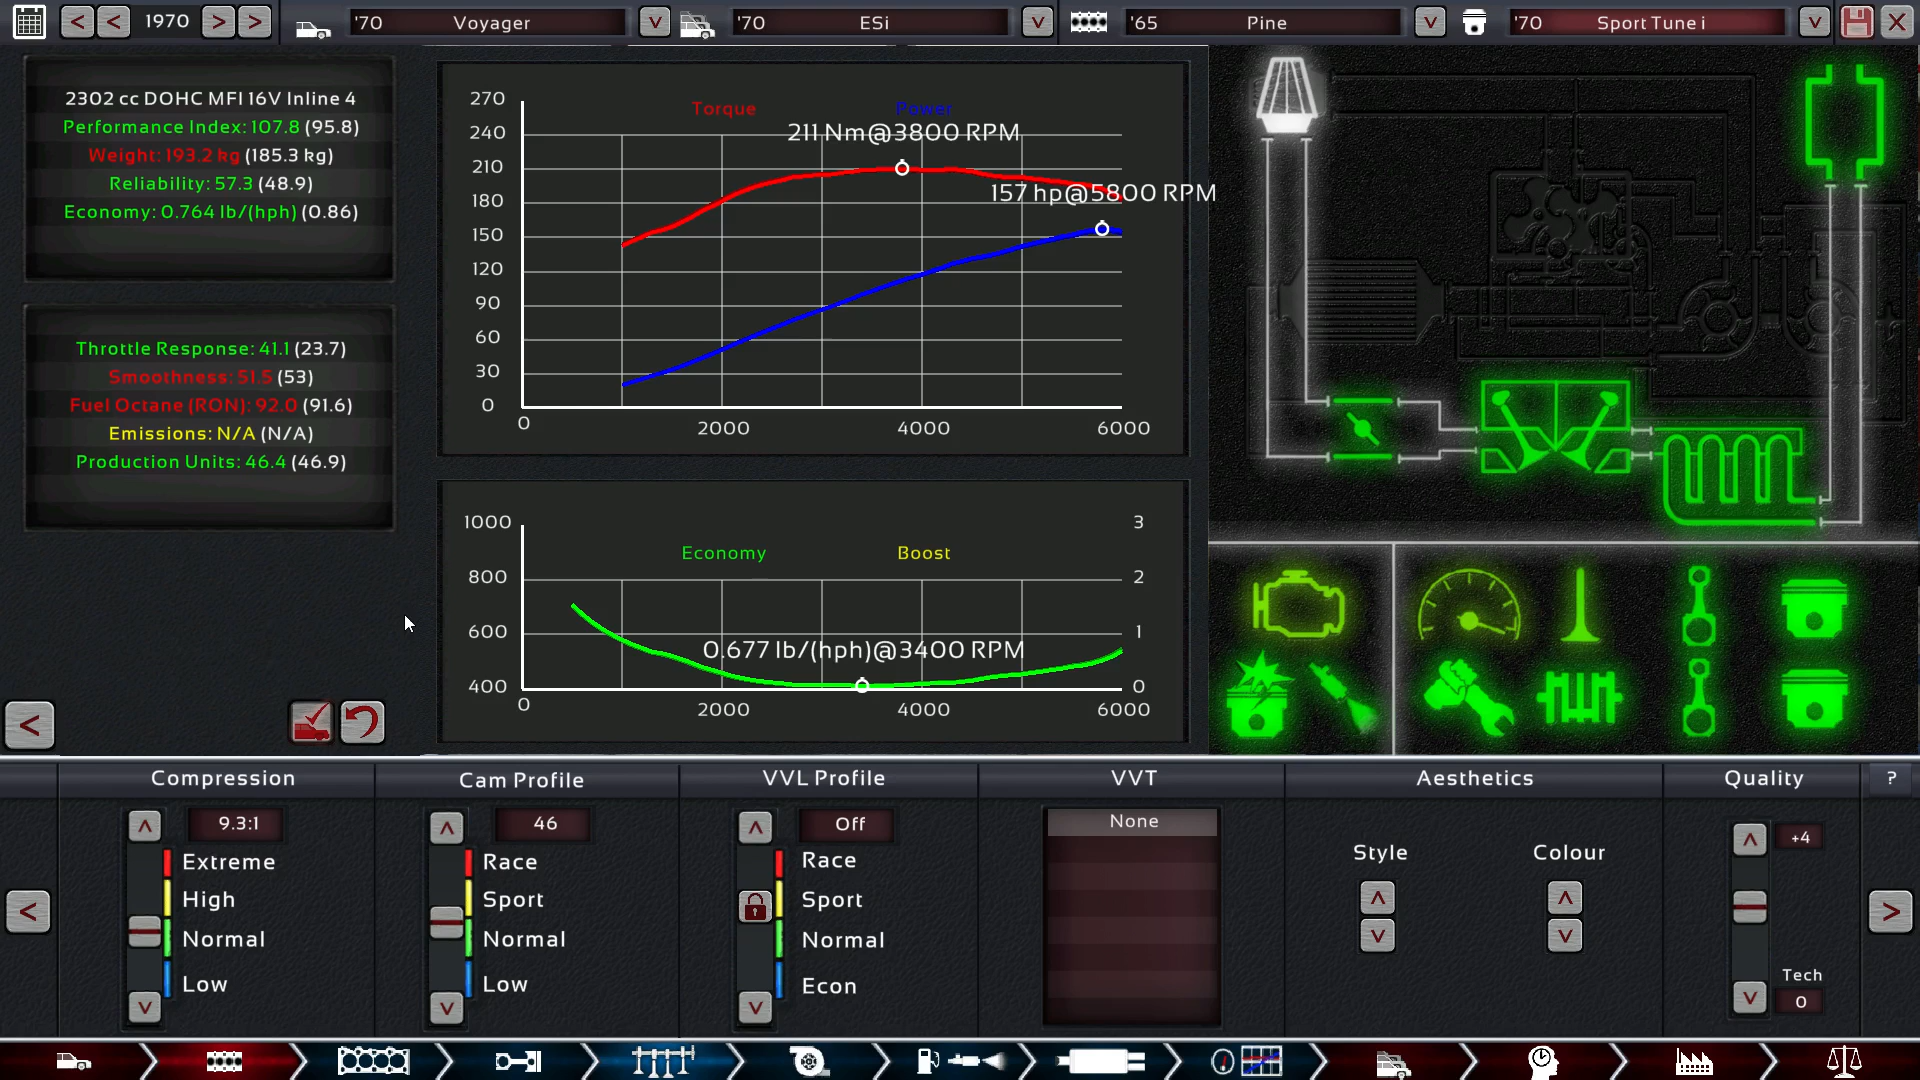 1970
'70 Voyager
'70 ESi
'65 Pine
'70 Sport Tune i
2302 cc DOHC MFI 16V Inline 4
Performance Index: 107.8 (95.8)
Weight: 193.2 kg (185.3 kg)
Reliability: 57.3 (48.9)
Economy: 0.764 lb/(hph) (0.86)
Throttle Response: 41.1 (23.7)
Smoothness: 51.5 (53)
Fuel Octane (RON): 92.0 (91.6)
Emissions: N/A (N/A)
Production Units: 46.4 (46.9)
Torque
Power
211 Nm@3800 RPM
157 hp@5800 RPM
270
240
210
180
150
120
90
60
30
0
0 2000 4000 6000
Economy
Boost
0.677 lb/(hph)@3400 RPM
1000
800
600
400
3
2
1
0
0 2000 4000 6000
Compression
9.3:1
Extreme
High
Normal
Low
Cam Profile
46
Race
Sport
Normal
Low
VVL Profile
Off
Race
Sport
Normal
Econ
VVT
None
Aesthetics
Style
Colour
Quality
?
+4
Tech
0